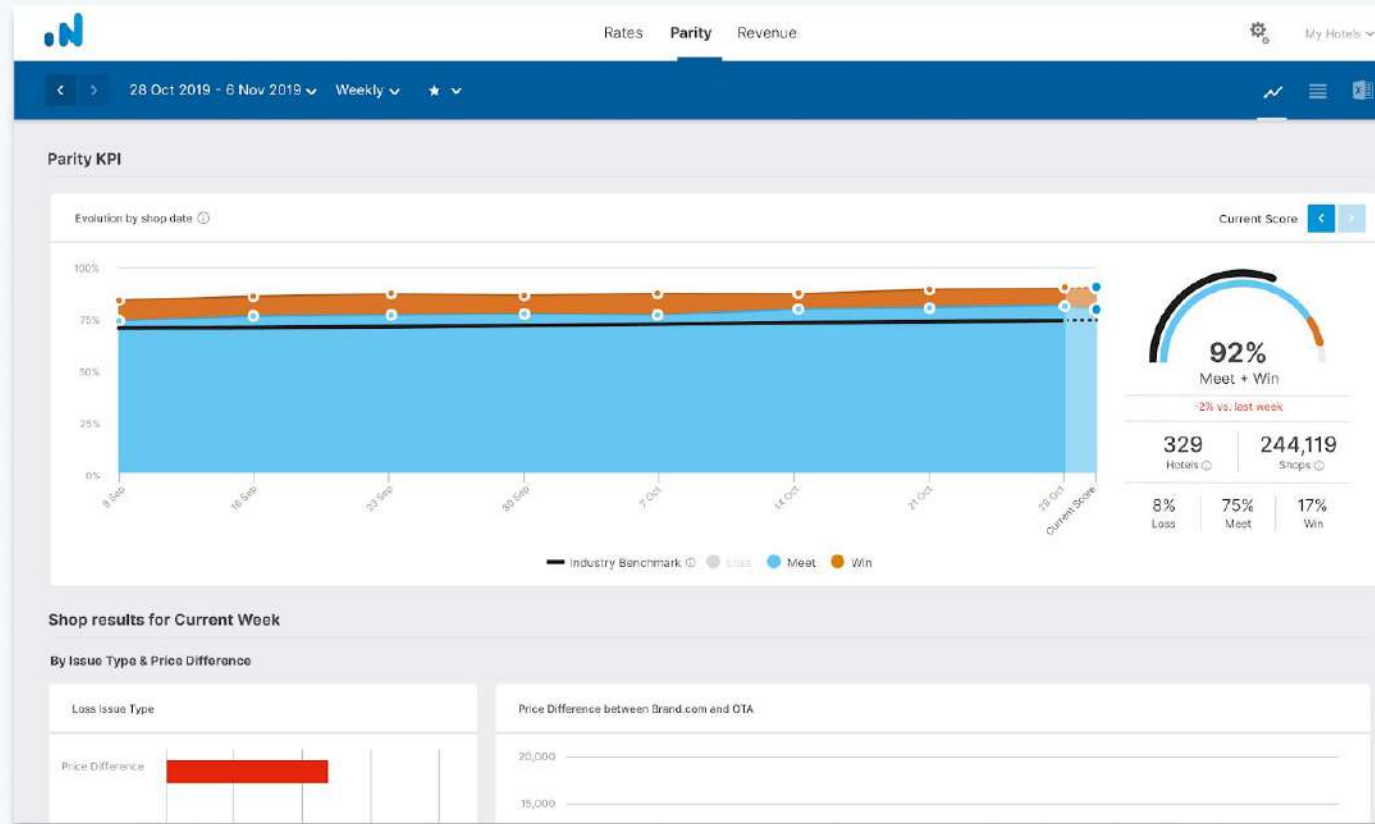 Rates Parity Revenue
My Hotels
28 Oct 2019 - 6 Nov 2019 Weekly
Parity KPI
Evolution by shop date
Current Score
100%
75%
50%
25%
0%
9 Sep
16 Sep
23 Sep
30 Sep
7 Oct
14 Oct
21 Oct
29 Oct
Current Score
Industry Benchmark Loss Meet Win
92%
Meet + Win
-2% vs. last week
329 244,119
Hotels Shops
8% 75% 17%
Loss Meet Win
Shop results for Current Week
By Issue Type & Price Difference
Loss Issue Type
Price Difference
Price Difference between Brand.com and OTA
20,000
15,000